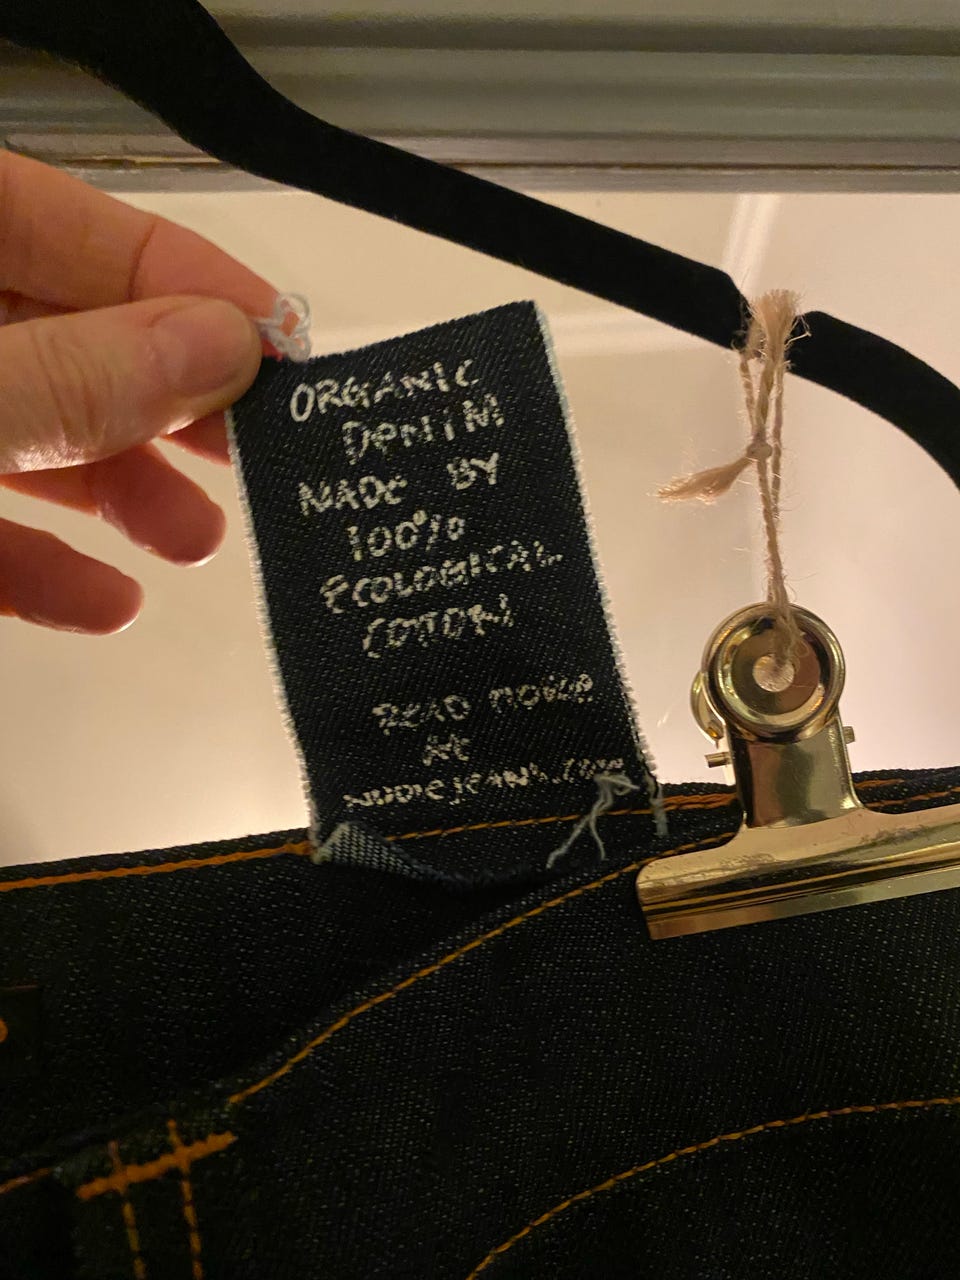 ORGANIC
DENiM
MADe BY
100%
ECOLOGICAL
COTTON
READ MORE
At
NUDIEJEANS.COM